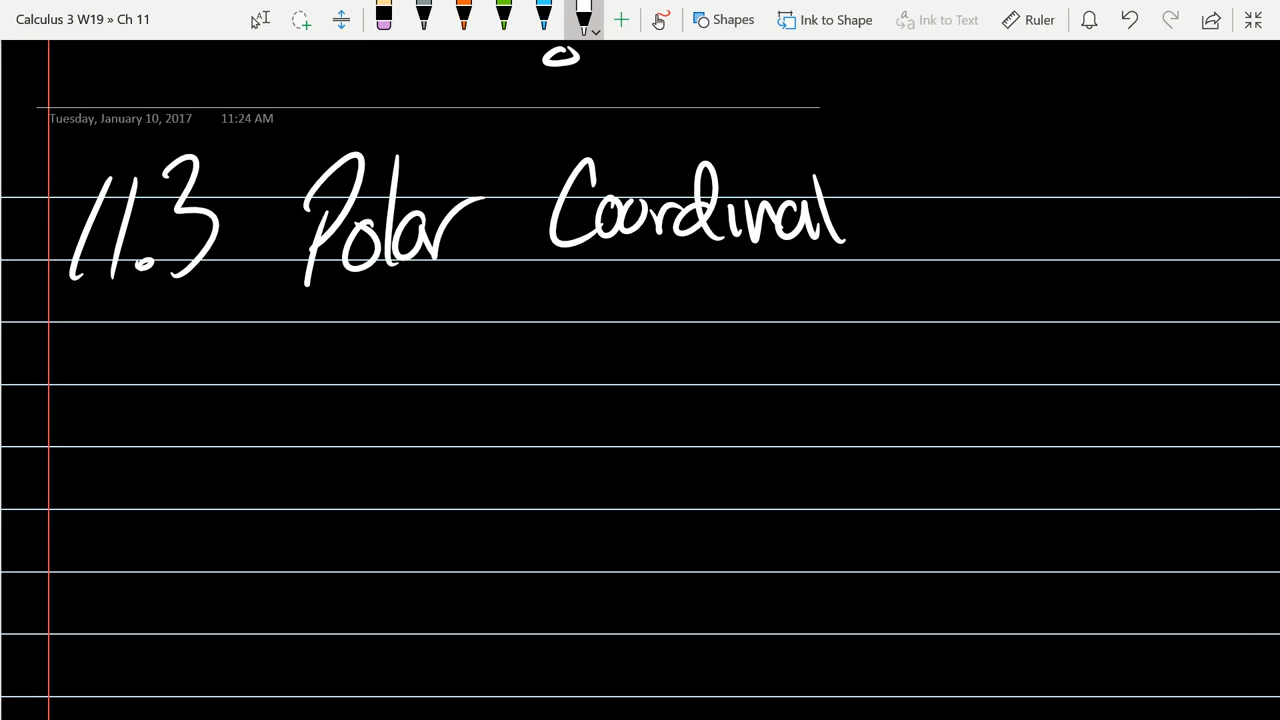 Calculus 3 W19 » Ch 11
Shapes
Ink to Shape
Ink to Text
Ruler
Tuesday, January 10, 2017 11:24 AM
11.3 Polar Coordinal